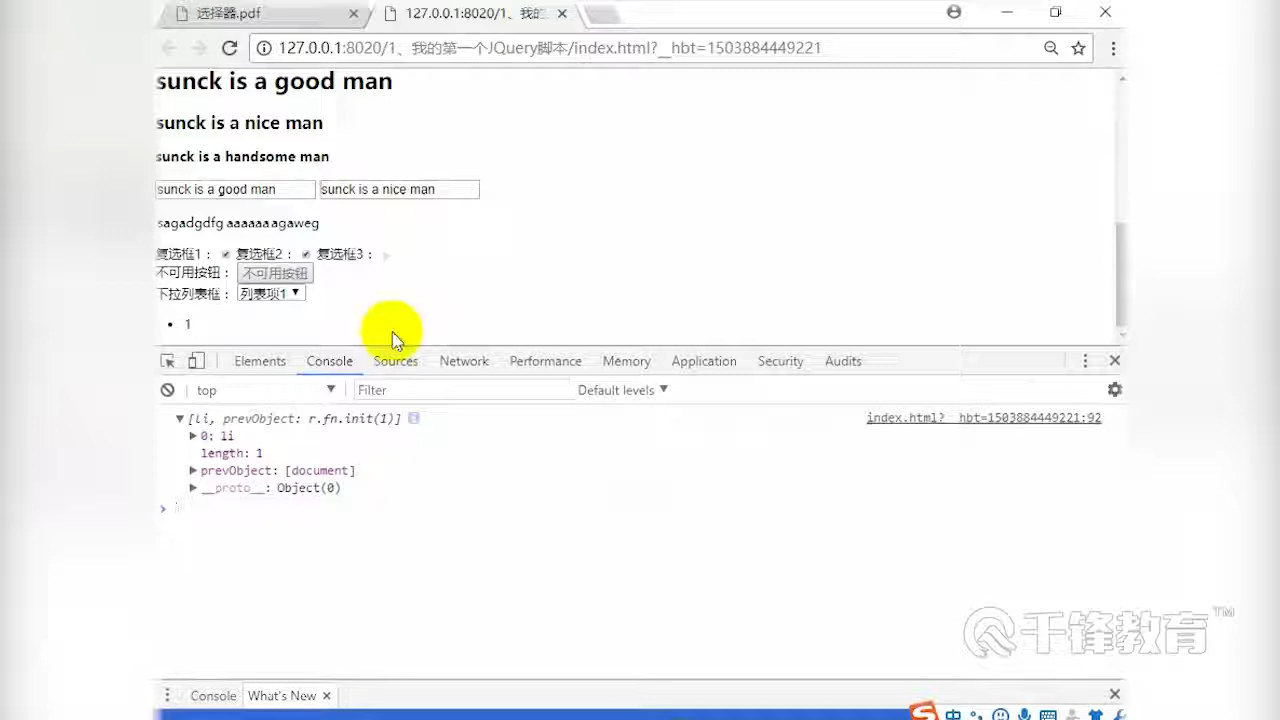 选择器.pdf
127.0.0.1:8020/1、我的
127.0.0.1:8020/1、我的第一个JQuery脚本/index.html?__hbt=1503884449221
sunck is a good man
sunck is a nice man
sunck is a handsome man
sunck is a good man sunck is a nice man
sagadgdfg aaaaaa agaweg
复选框1： 复选框2： 复选框3：
不可用按钮： 不可用按钮
下拉列表框： 列表项1
1
Elements Console Sources Network Performance Memory Application Security Audits
top Filter Default levels
[li, prevObject: r.fn.init(1)] index.html?__hbt=1503884449221:92
0: li
length: 1
prevObject: [document]
__proto__: Object(0)
千锋教育 TM
Console What's New
中